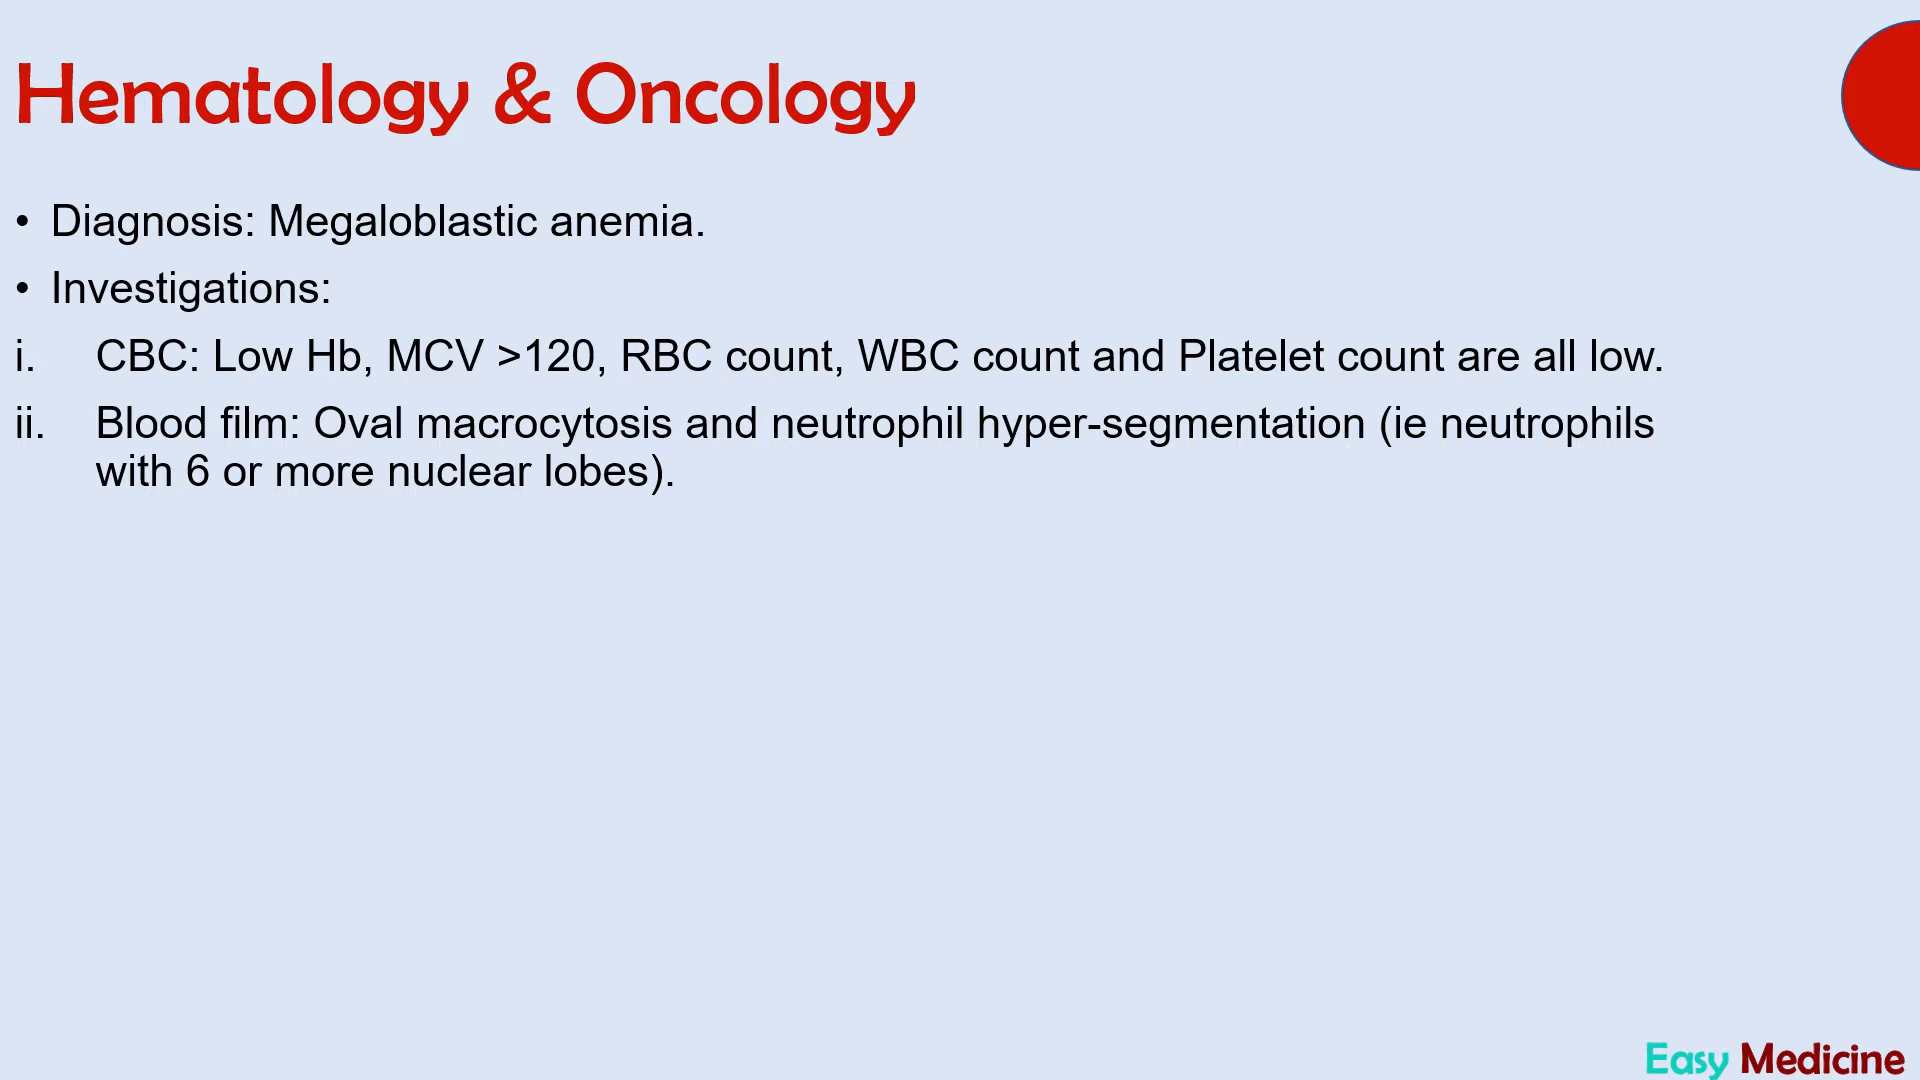 Hematology & Oncology
• Diagnosis: Megaloblastic anemia.
• Investigations:
i. CBC: Low Hb, MCV >120, RBC count, WBC count and Platelet count are all low.
ii. Blood film: Oval macrocytosis and neutrophil hyper-segmentation (ie neutrophils
with 6 or more nuclear lobes).
Easy Medicine